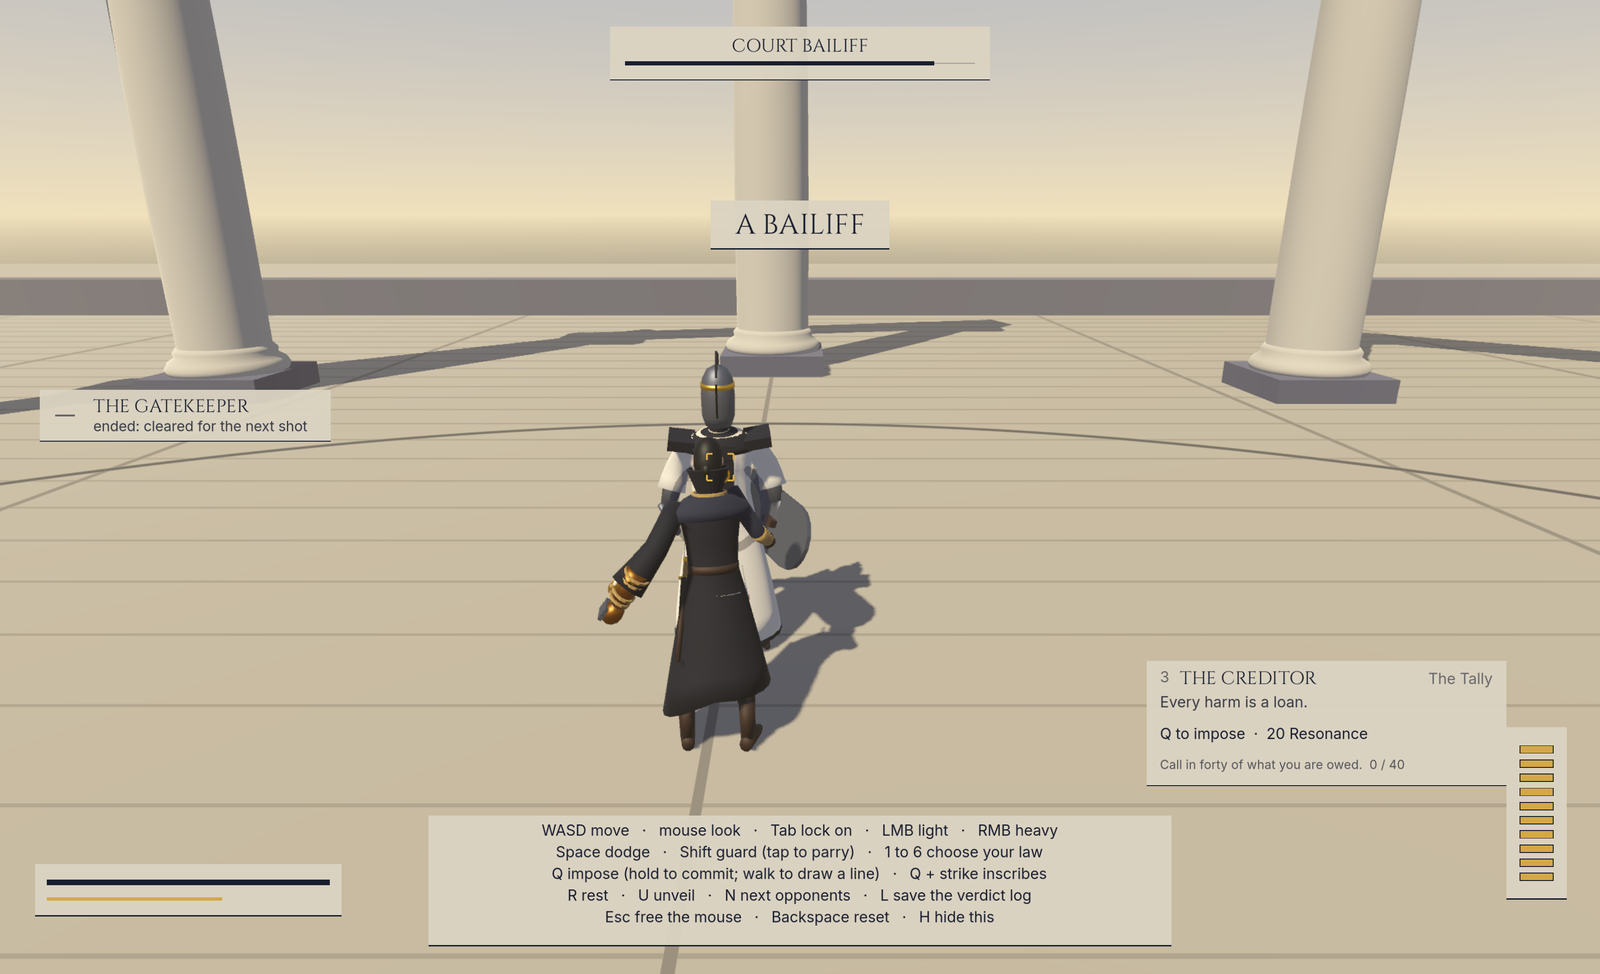 COURT BAILIFF
A BAILIFF
THE GATEKEEPER
ended: cleared for the next shot
3 THE CREDITOR The Tally
Every harm is a loan.
Q to impose · 20 Resonance
Call in forty of what you are owed. 0 / 40
WASD move · mouse look · Tab lock on · LMB light · RMB heavy
Space dodge · Shift guard (tap to parry) · 1 to 6 choose your law
Q impose (hold to commit; walk to draw a line) · Q + strike inscribes
R rest · U unveil · N next opponents · L save the verdict log
Esc free the mouse · Backspace reset · H hide this